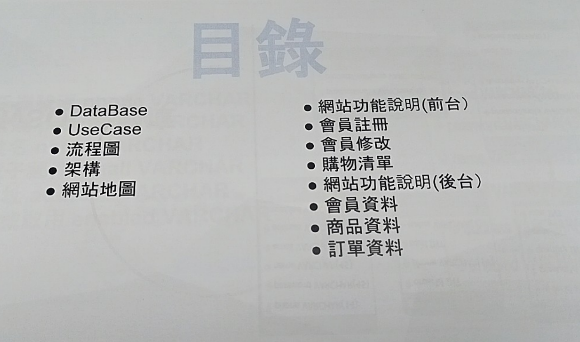 目錄
• DataBase
• UseCase
• 流程圖
• 架構
• 網站地圖
• 網站功能說明(前台)
• 會員註冊
• 會員修改
• 購物清單
• 網站功能說明(後台)
• 會員資料
• 商品資料
• 訂單資料